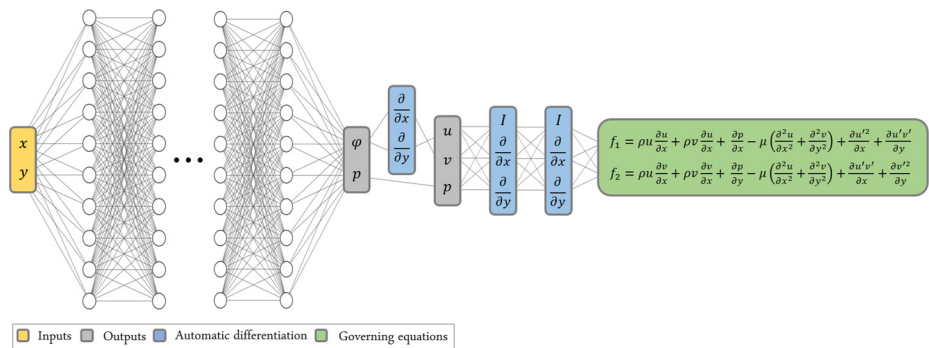 x
y
φ
p
∂/∂x
∂/∂y
u
v
p
I
∂/∂x
∂/∂y
I
∂/∂x
∂/∂y
f₁ = ρu ∂u/∂x + ρv ∂u/∂x + ∂p/∂x − μ(∂²u/∂x² + ∂²v/∂y²) + ∂u′²/∂x + ∂u′v′/∂y
f₂ = ρu ∂v/∂x + ρv ∂v/∂x + ∂p/∂y − μ(∂²u/∂x² + ∂²v/∂y²) + ∂u′v′/∂x + ∂v′²/∂y
Inputs Outputs Automatic differentiation Governing equations